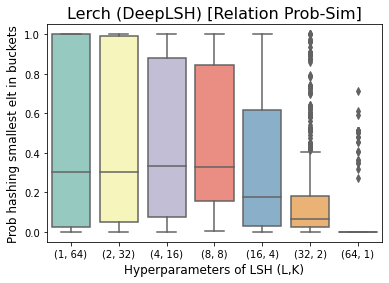 Lerch (DeepLSH) [Relation Prob-Sim]
Prob hashing smallest elt in buckets
1.0
0.8
0.6
0.4
0.2
0.0
(1, 64) (2, 32) (4, 16) (8, 8) (16, 4) (32, 2) (64, 1)
Hyperparameters of LSH (L,K)